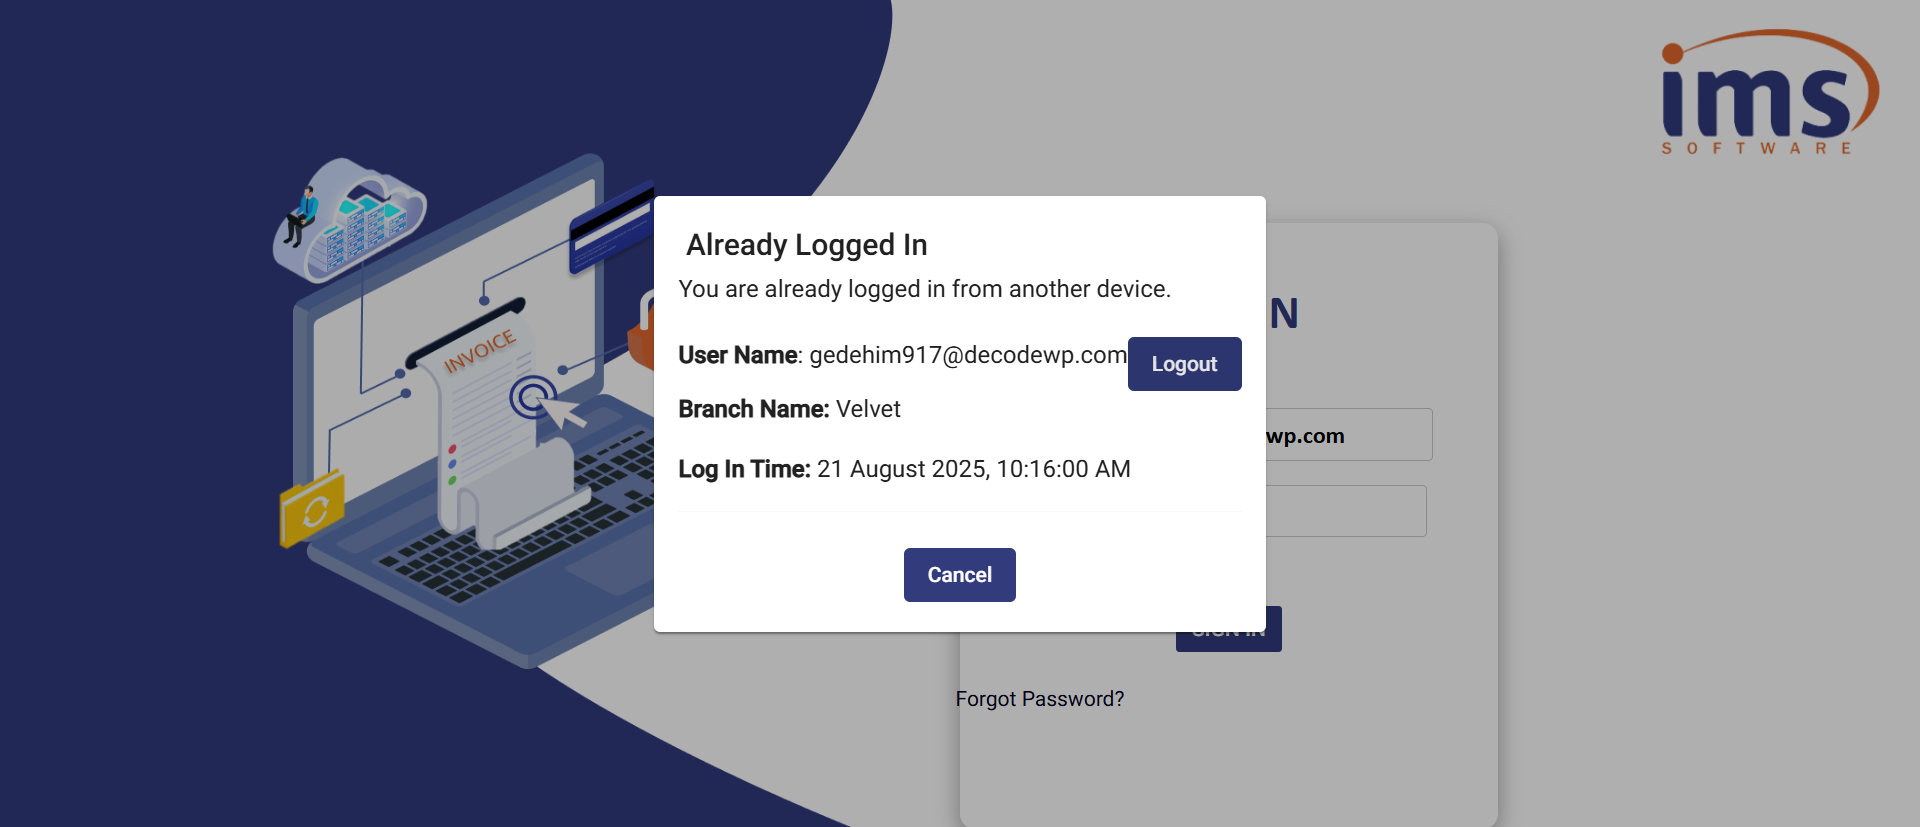 ims
SOFTWARE
INVOICE
Already Logged In
You are already logged in from another device.
User Name: gedehim917@decodewp.com
Logout
Branch Name: Velvet
Log In Time: 21 August 2025, 10:16:00 AM
Cancel
N
wp.com
SIGN IN
Forgot Password?